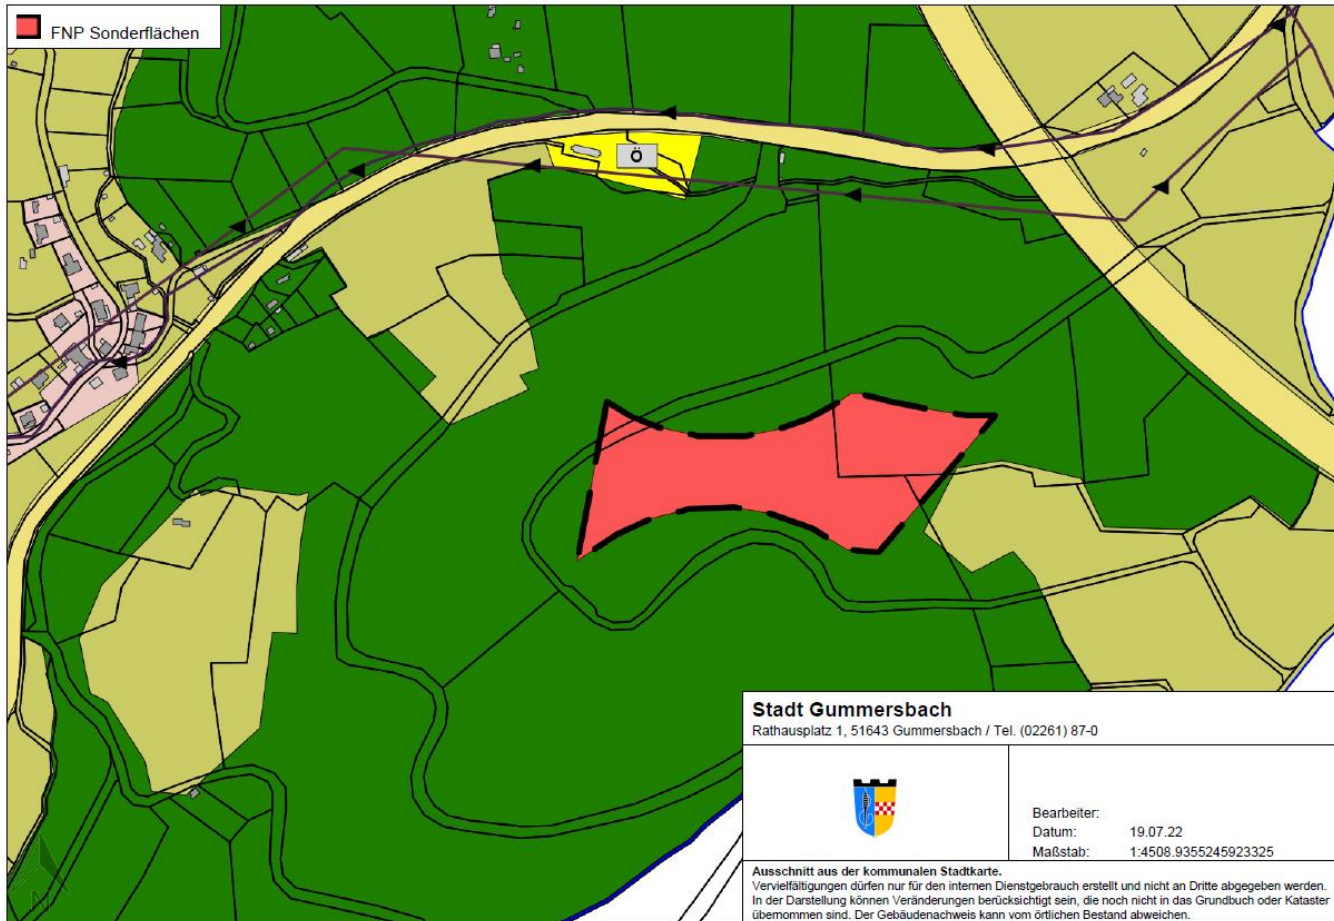 FNP Sonderflächen
Ö
Stadt Gummersbach
Rathausplatz 1, 51643 Gummersbach / Tel. (02261) 87-0
Bearbeiter:
Datum: 19.07.22
Maßstab: 1:4508.9355245923325
Ausschnitt aus der kommunalen Stadtkarte.
Vervielfältigungen dürfen nur für den internen Dienstgebrauch erstellt und nicht an Dritte abgegeben werden.
In der Darstellung können Veränderungen berücksichtigt sein, die noch nicht in das Grundbuch oder Kataster
übernommen sind. Der Gebäudenachweis kann vom örtlichen Bestand abweichen.
N